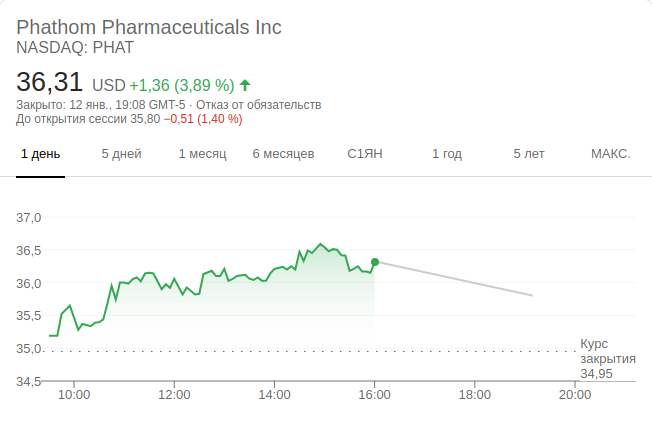 Phathom Pharmaceuticals Inc
NASDAQ: PHAT
36,31 USD +1,36 (3,89 %)
Закрыто: 12 янв., 19:08 GMT-5 · Отказ от обязательств
До открытия сессии 35,80 −0,51 (1,40 %)
1 день 5 дней 1 месяц 6 месяцев С1ЯН 1 год 5 лет МАКС.
37,0
36,5
36,0
35,5
35,0
34,5
Курс
закрытия
34,95
10:00 12:00 14:00 16:00 18:00 20:00